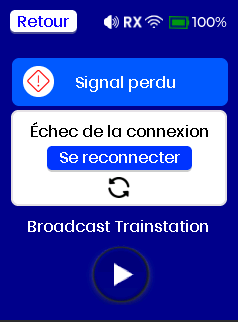 Retour RX 100%
Signal perdu
Échec de la connexion
Se reconnecter
Broadcast Trainstation